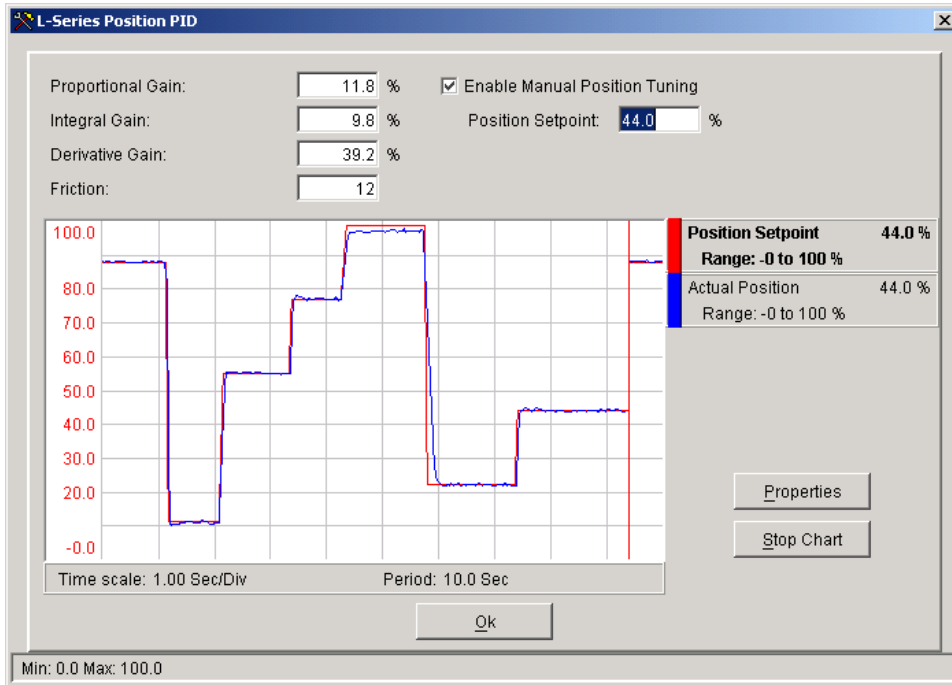 L-Series Position PID
Proportional Gain: 11.8 % Enable Manual Position Tuning
Integral Gain: 9.8 % Position Setpoint: 44.0 %
Derivative Gain: 39.2 %
Friction: 12
100.0
80.0
70.0
60.0
50.0
40.0
30.0
20.0
-0.0
Position Setpoint 44.0 %
Range: -0 to 100 %
Actual Position 44.0 %
Range: -0 to 100 %
Properties
Stop Chart
Time scale: 1.00 Sec/Div Period: 10.0 Sec
Ok
Min: 0.0 Max: 100.0